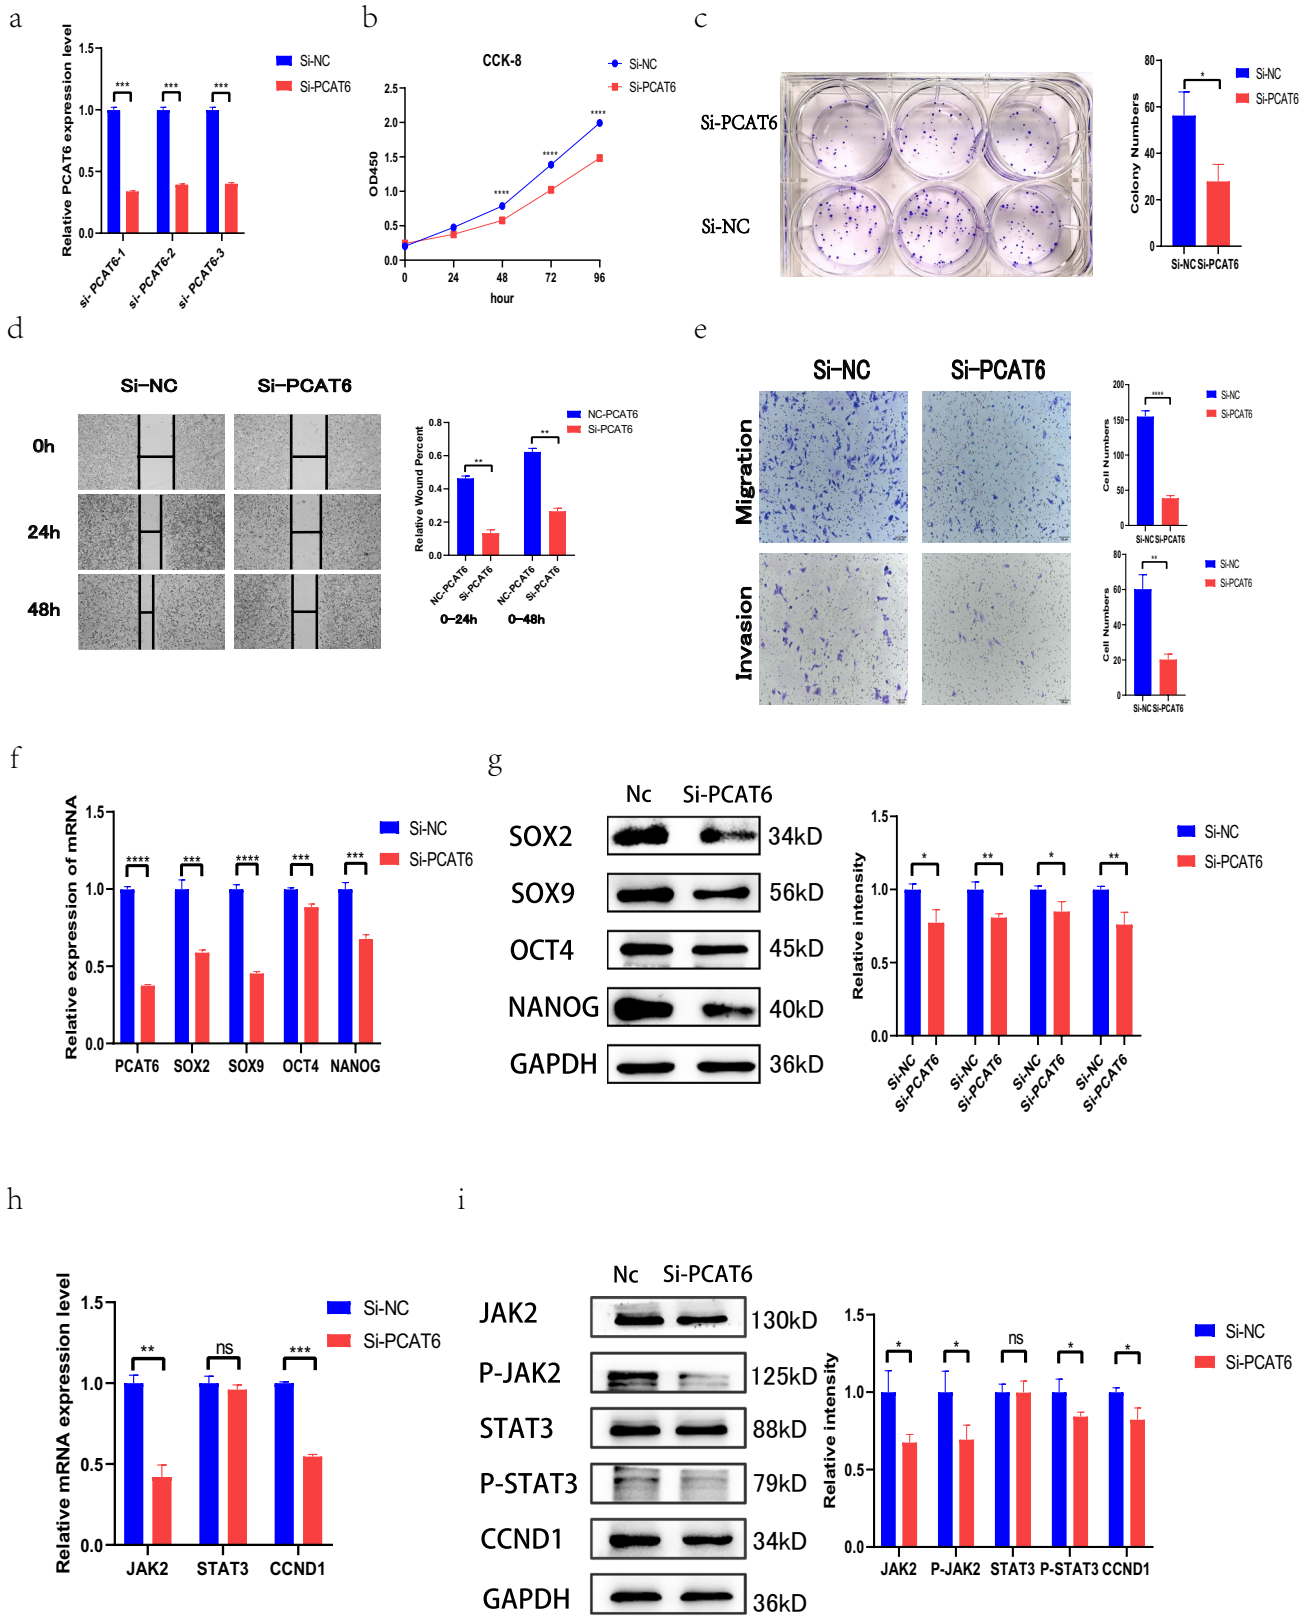 a
Relative PCAT6 expression level
1.5
1.0
0.5
0.0
***
***
***
si- PCAT6-1
si- PCAT6-2
si- PCAT6-3
Si-NC
Si-PCAT6
b
CCK-8
OD450
2.5
2.0
1.5
1.0
0.5
0.0
****
****
****
0
24
48
72
96
hour
Si-NC
Si-PCAT6
c
Si-PCAT6
Si-NC
Colony Numbers
80
60
40
20
0
*
Si-NC Si-PCAT6
Si-NC
Si-PCAT6
d
Si-NC
Si-PCAT6
0h
24h
48h
Relative Wound Percent
0.8
0.6
0.4
0.2
0.0
**
**
NC-PCAT6
Si-PCAT6
NC-PCAT6
Si-PCAT6
0-24h
0-48h
NC-PCAT6
Si-PCAT6
e
Si-NC
Si-PCAT6
Migration
Invasion
Cell Numbers
200
150
100
50
0
****
Si-NC Si-PCAT6
Si-NC
Si-PCAT6
Cell Numbers
80
60
40
20
0
**
Si-NC Si-PCAT6
Si-NC
Si-PCAT6
f
Relative expression of mRNA
1.5
1.0
0.5
0.0
****
***
****
***
***
PCAT6
SOX2
SOX9
OCT4
NANOG
Si-NC
Si-PCAT6
g
Nc
Si-PCAT6
SOX2
34kD
SOX9
56kD
OCT4
45kD
NANOG
40kD
GAPDH
36kD
Relative intensity
1.5
1.0
0.5
0.0
*
**
*
**
Si-NC
Si-PCAT6
Si-NC
Si-PCAT6
Si-NC
Si-PCAT6
Si-NC
Si-PCAT6
Si-NC
Si-PCAT6
h
Relative mRNA expression level
1.5
1.0
0.5
0.0
**
ns
***
JAK2
STAT3
CCND1
Si-NC
Si-PCAT6
i
Nc
Si-PCAT6
JAK2
130kD
P-JAK2
125kD
STAT3
88kD
P-STAT3
79kD
CCND1
34kD
GAPDH
36kD
Relative intensity
1.5
1.0
0.5
0.0
*
*
ns
*
*
JAK2
P-JAK2
STAT3
P-STAT3
CCND1
Si-NC
Si-PCAT6